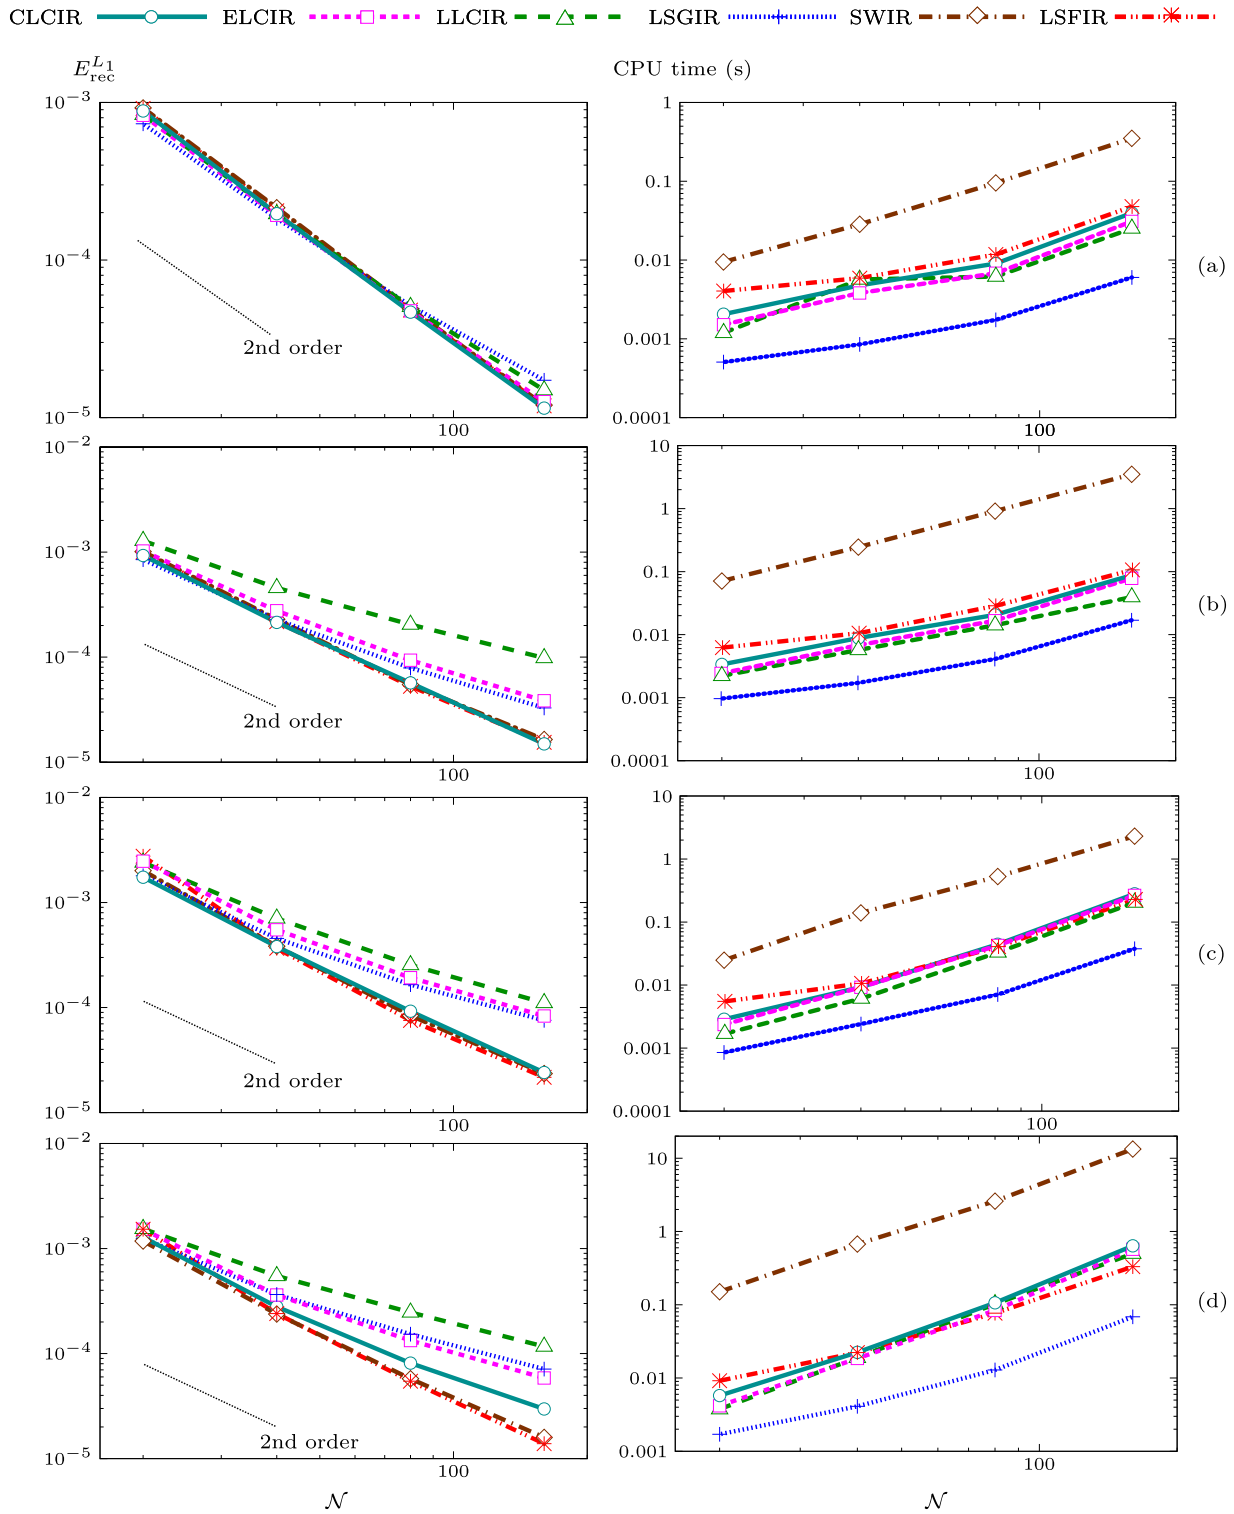 CLCIR ELCIR LLCIR LSGIR SWIR LSFIR
E_rec^{L1} CPU time (s)
10^{-3} 1
0.1
10^{-4} 0.01 (a)
2nd order 0.001
10^{-5} 0.0001
100 100
10^{-2} 10
1
10^{-3} 0.1
0.01 (b)
10^{-4} 0.001
2nd order
10^{-5} 0.0001
100 100
10^{-2} 10
1
10^{-3} 0.1
0.01 (c)
10^{-4} 0.001
2nd order
10^{-5} 0.0001
100 100
10^{-2} 10
1
10^{-3} 0.1 (d)
10^{-4} 0.01
2nd order
10^{-5} 0.001
100 100
𝒩 𝒩